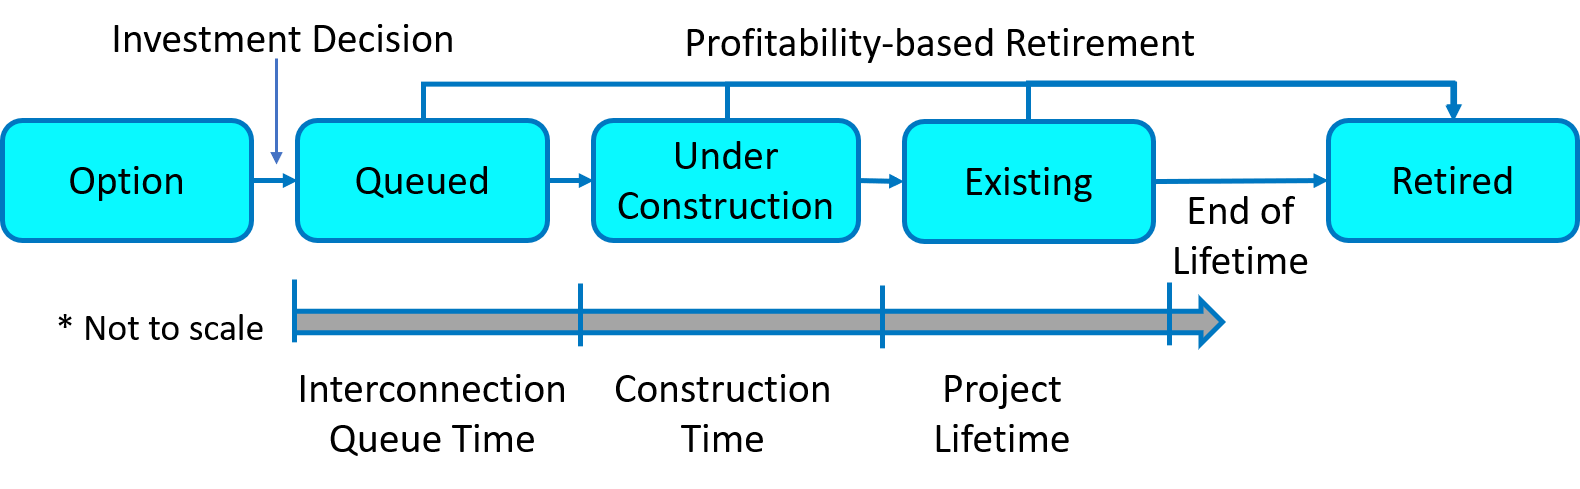 Investment Decision
Profitability-based Retirement
Option
Queued
Under
Construction
Existing
Retired
End of
Lifetime
* Not to scale
Interconnection
Queue Time
Construction
Time
Project
Lifetime